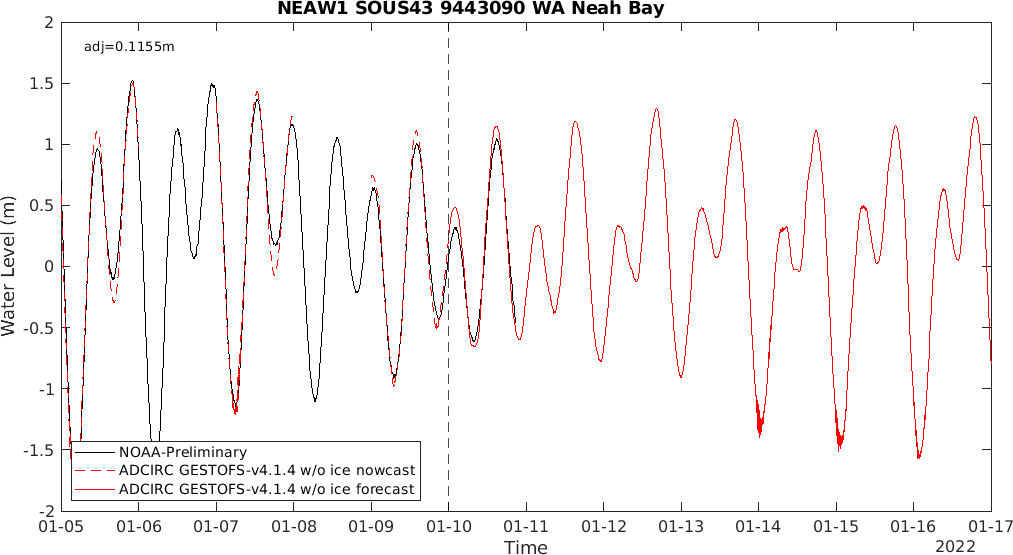 NEAW1 SOUS43 9443090 WA Neah Bay
adj=0.1155m
2
1.5
1
0.5
0
-0.5
-1
-1.5
-2
Water Level (m)
NOAA-Preliminary
ADCIRC GESTOFS-v4.1.4 w/o ice nowcast
ADCIRC GESTOFS-v4.1.4 w/o ice forecast
01-05 01-06 01-07 01-08 01-09 01-10 01-11 01-12 01-13 01-14 01-15 01-16 01-17
Time
2022